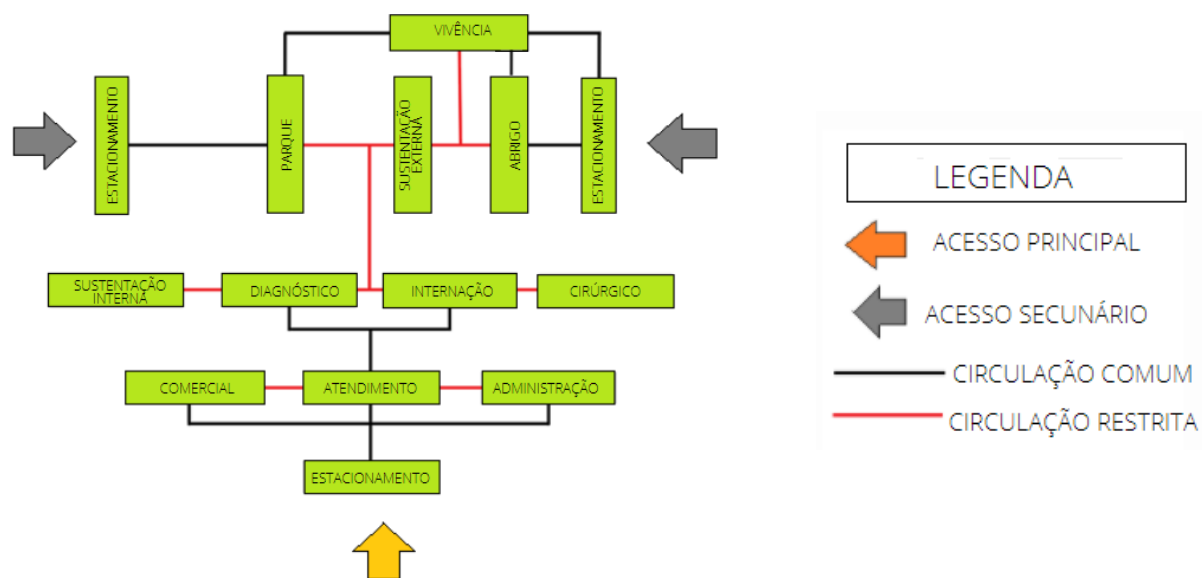 VIVÊNCIA
ESTACIONAMENTO
PARQUE
SUSTENTAÇÃO
EXTERNA
ABRIGO
ESTACIONAMENTO
SUSTENTAÇÃO
INTERNA
DIAGNÓSTICO
INTERNAÇÃO
CIRÚRGICO
COMERCIAL
ATENDIMENTO
ADMINISTRAÇÃO
ESTACIONAMENTO
LEGENDA
ACESSO PRINCIPAL
ACESSO SECUNÁRIO
CIRCULAÇÃO COMUM
CIRCULAÇÃO RESTRITA